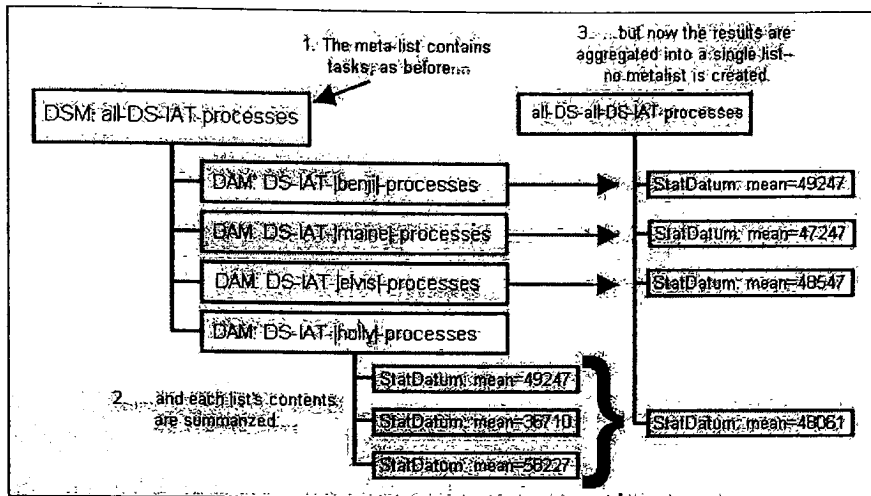 1. The meta-list contains
tasks, as before...
3. ...but now the results are
aggregated into a single list--
no metalist is created.
DSM: all-DS-IAT-processes
all-DS-all-DS-IAT-processes
DAM: DS-IAT-|benji|-processes
StatDatum: mean=49247
DAM: DS-IAT-|maine|-processes
StatDatum: mean=47247
DAM: DS-IAT-|elvis|-processes
StatDatum: mean=48547
DAM: DS-IAT-|holly|-processes
2. ...and each list's contents
are summarized...
StatDatum: mean=49247
StatDatum: mean=36710
StatDatum: mean=58227
StatDatum: mean=48061